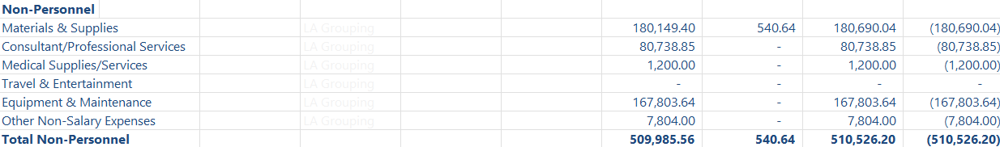 Non-Personnel
Materials & Supplies LA Grouping 180,149.40 540.64 180,690.04 (180,690.04)
Consultant/Professional Services LA Grouping 80,738.85 - 80,738.85 (80,738.85)
Medical Supplies/Services LA Grouping 1,200.00 - 1,200.00 (1,200.00)
Travel & Entertainment LA Grouping - - - -
Equipment & Maintenance LA Grouping 167,803.64 - 167,803.64 (167,803.64)
Other Non-Salary Expenses LA Grouping 7,804.00 - 7,804.00 (7,804.00)
Total Non-Personnel 509,985.56 540.64 510,526.20 (510,526.20)